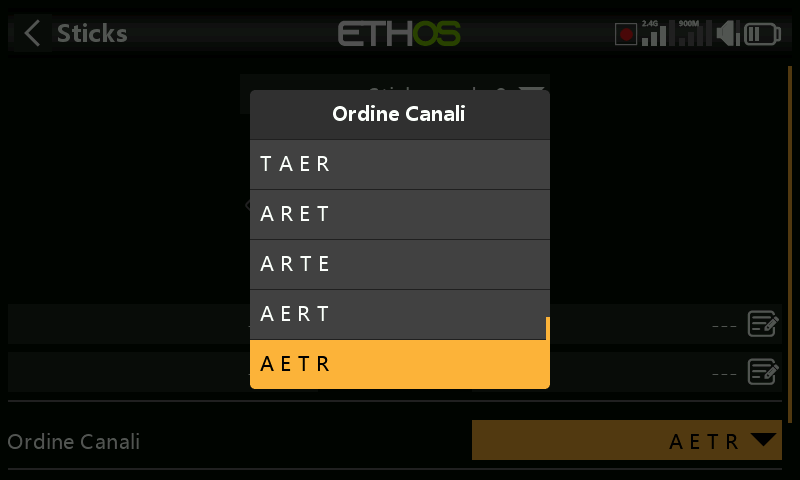 Sticks
ETHOS
2.4G
900M
Ordine Canali
T A E R
A R E T
A R T E
A E R T
A E T R
---
---
Ordine Canali
A E T R